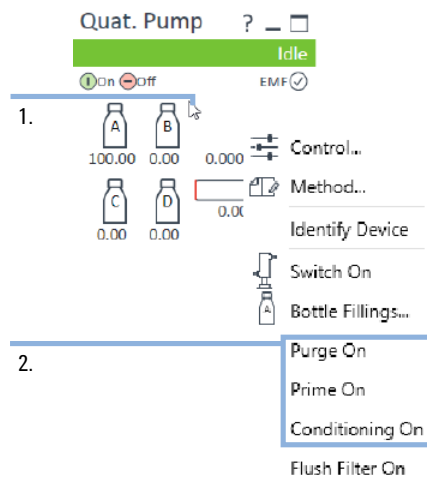 Quat. Pump ?
Idle
On Off EMF
1.
A B
100.00 0.00 0.000
C D
0.00 0.00 0.00
Control...
Method...
Identify Device
Switch On
A Bottle Fillings...
2.
Purge On
Prime On
Conditioning On
Flush Filter On